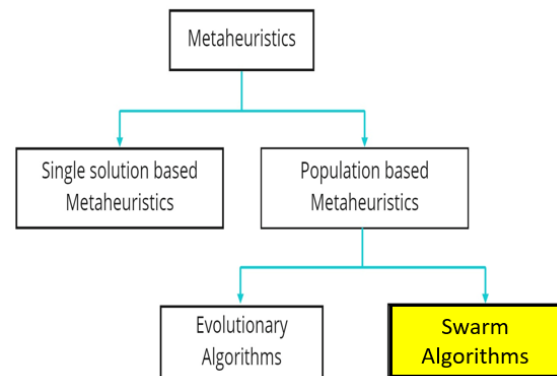 Metaheuristics
Single solution based
Metaheuristics
Population based
Metaheuristics
Evolutionary
Algorithms
Swarm
Algorithms